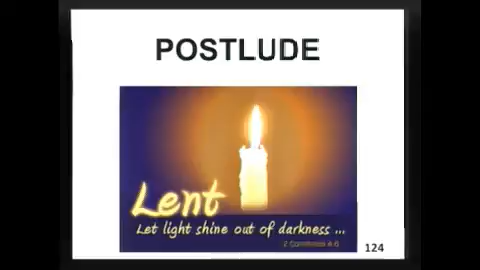 POSTLUDE
Lent
Let light shine out of darkness ...
2 Corinthians 4:6
124